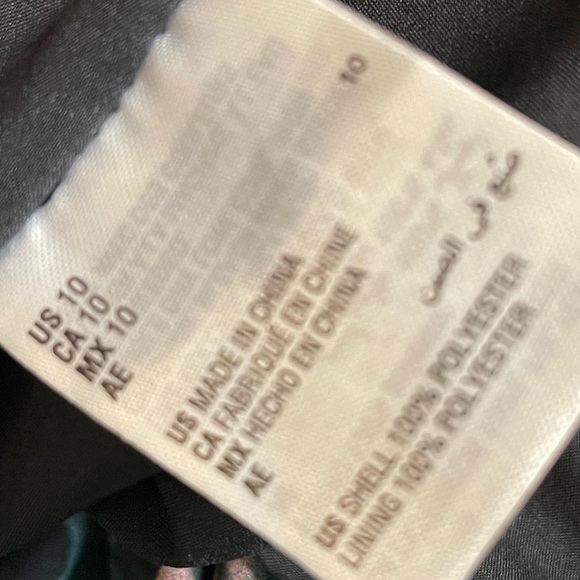 US 10
CA 10
MX 10
AE 10
US MADE IN CHINA
CA FABRIQUÉ EN CHINE
MX HECHO EN CHINA
AE صنع في الصين
US SHELL 100% POLYESTER
LINING 100% POLYESTER